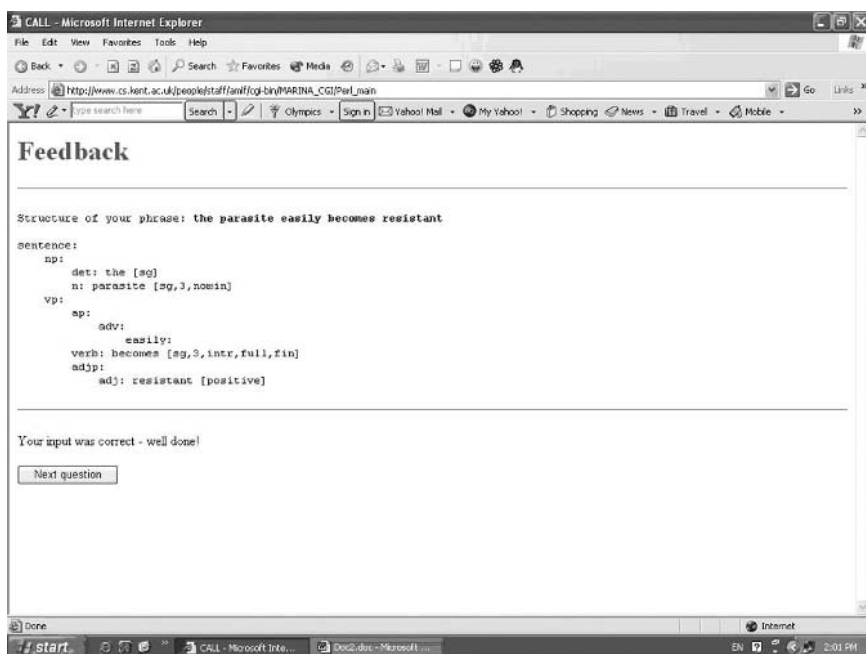 CALL - Microsoft Internet Explorer
File Edit View Favorites Tools Help
Back Search Favorites Media
Address http://www.cs.kent.ac.uk/people/staff/amlf/cgi-bin/MARINA_CGI/Perl_main Go Links »
Y! type search here Search Olympics Sign in Yahoo! Mail My Yahoo! Shopping News Travel Mobile »
Feedback
Structure of your phrase: the parasite easily becomes resistant
sentence:
np:
det: the [sg]
n: parasite [sg,3,nomin]
vp:
ap:
adv:
easily:
verb: becomes [sg,3,intr,full,fin]
adjp:
adj: resistant [positive]
Your input was correct - well done!
Next question
Done Internet
start » CALL - Microsoft Inte... Doc2.doc - Microsoft ... EN 2:01 PM